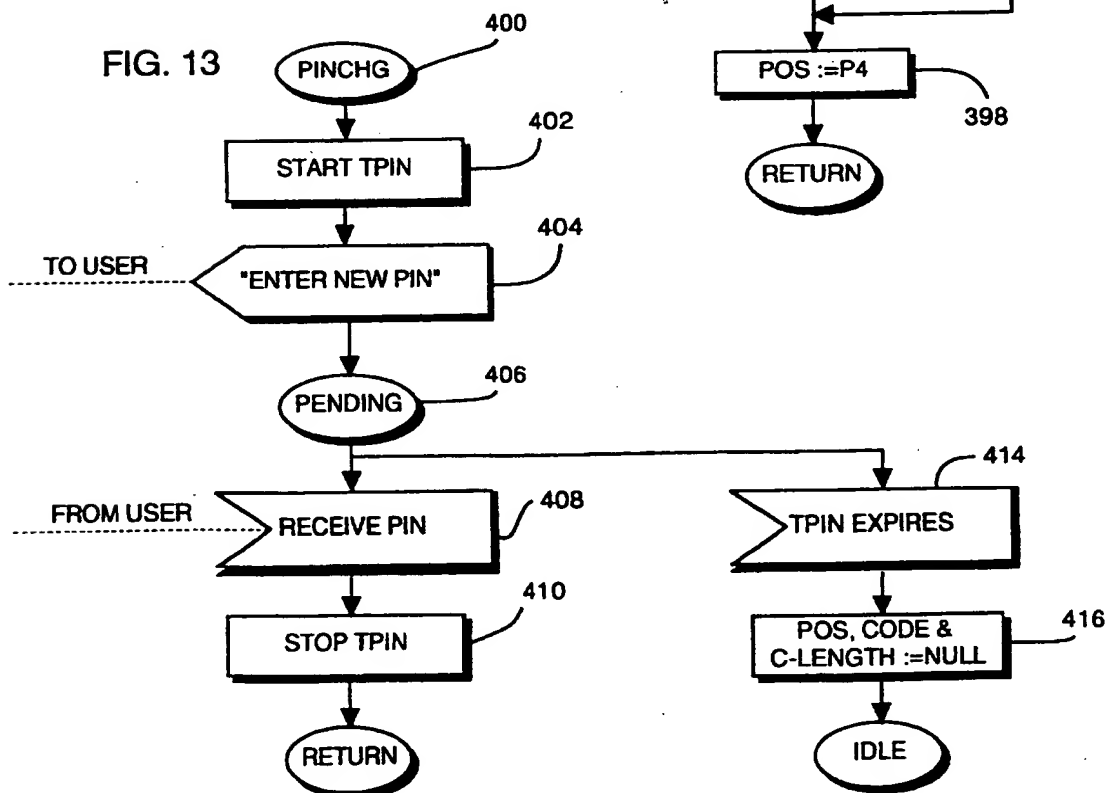 FIG. 13
400
PINCHG
402
START TPIN
404
TO USER
"ENTER NEW PIN"
406
PENDING
FROM USER
RECEIVE PIN
408
410
STOP TPIN
RETURN
414
TPIN EXPIRES
416
POS, CODE &
C-LENGTH :=NULL
IDLE
POS :=P4
398
RETURN